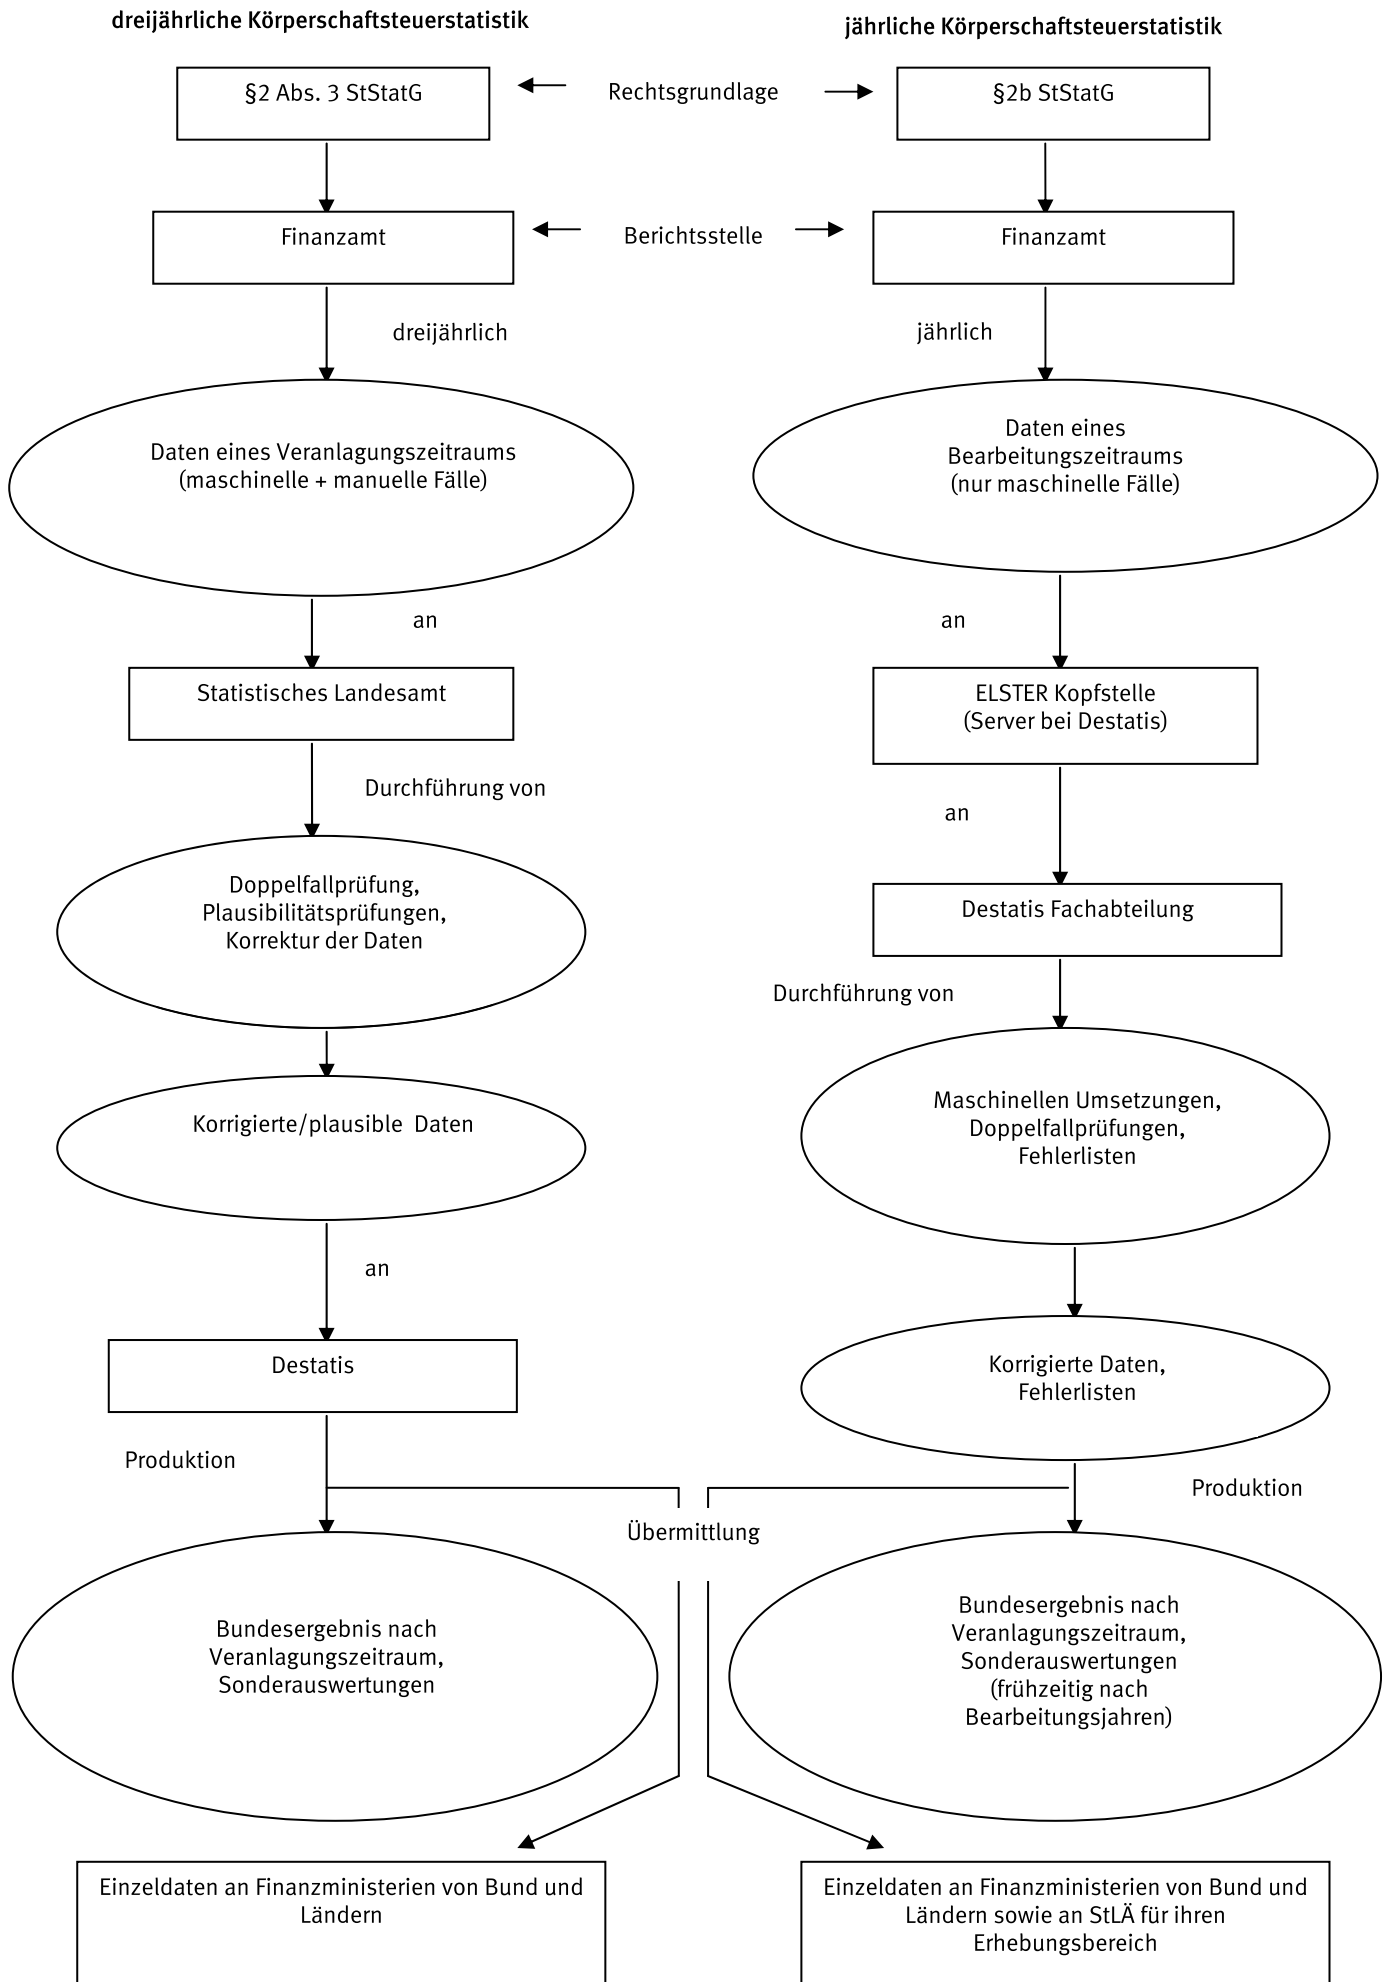 dreijährliche Körperschaftsteuerstatistik
jährliche Körperschaftsteuerstatistik
§2 Abs. 3 StStatG
Rechtsgrundlage
§2b StStatG
Finanzamt
Berichtsstelle
Finanzamt
dreijährlich
jährlich
Daten eines Veranlagungszeitraums
(maschinelle + manuelle Fälle)
Daten eines
Bearbeitungszeitraums
(nur maschinelle Fälle)
an
an
Statistisches Landesamt
ELSTER Kopfstelle
(Server bei Destatis)
Durchführung von
an
Doppelfallprüfung,
Plausibilitätsprüfungen,
Korrektur der Daten
Destatis Fachabteilung
Durchführung von
Korrigierte/plausible  Daten
Maschinellen Umsetzungen,
Doppelfallprüfungen,
Fehlerlisten
an
Destatis
Korrigierte Daten,
Fehlerlisten
Produktion
Produktion
Übermittlung
Bundesergebnis nach
Veranlagungszeitraum,
Sonderauswertungen
Bundesergebnis nach
Veranlagungszeitraum,
Sonderauswertungen
(frühzeitig nach
Bearbeitungsjahren)
Einzeldaten an Finanzministerien von Bund und
Ländern
Einzeldaten an Finanzministerien von Bund und
Ländern sowie an StLÄ für ihren
Erhebungsbereich